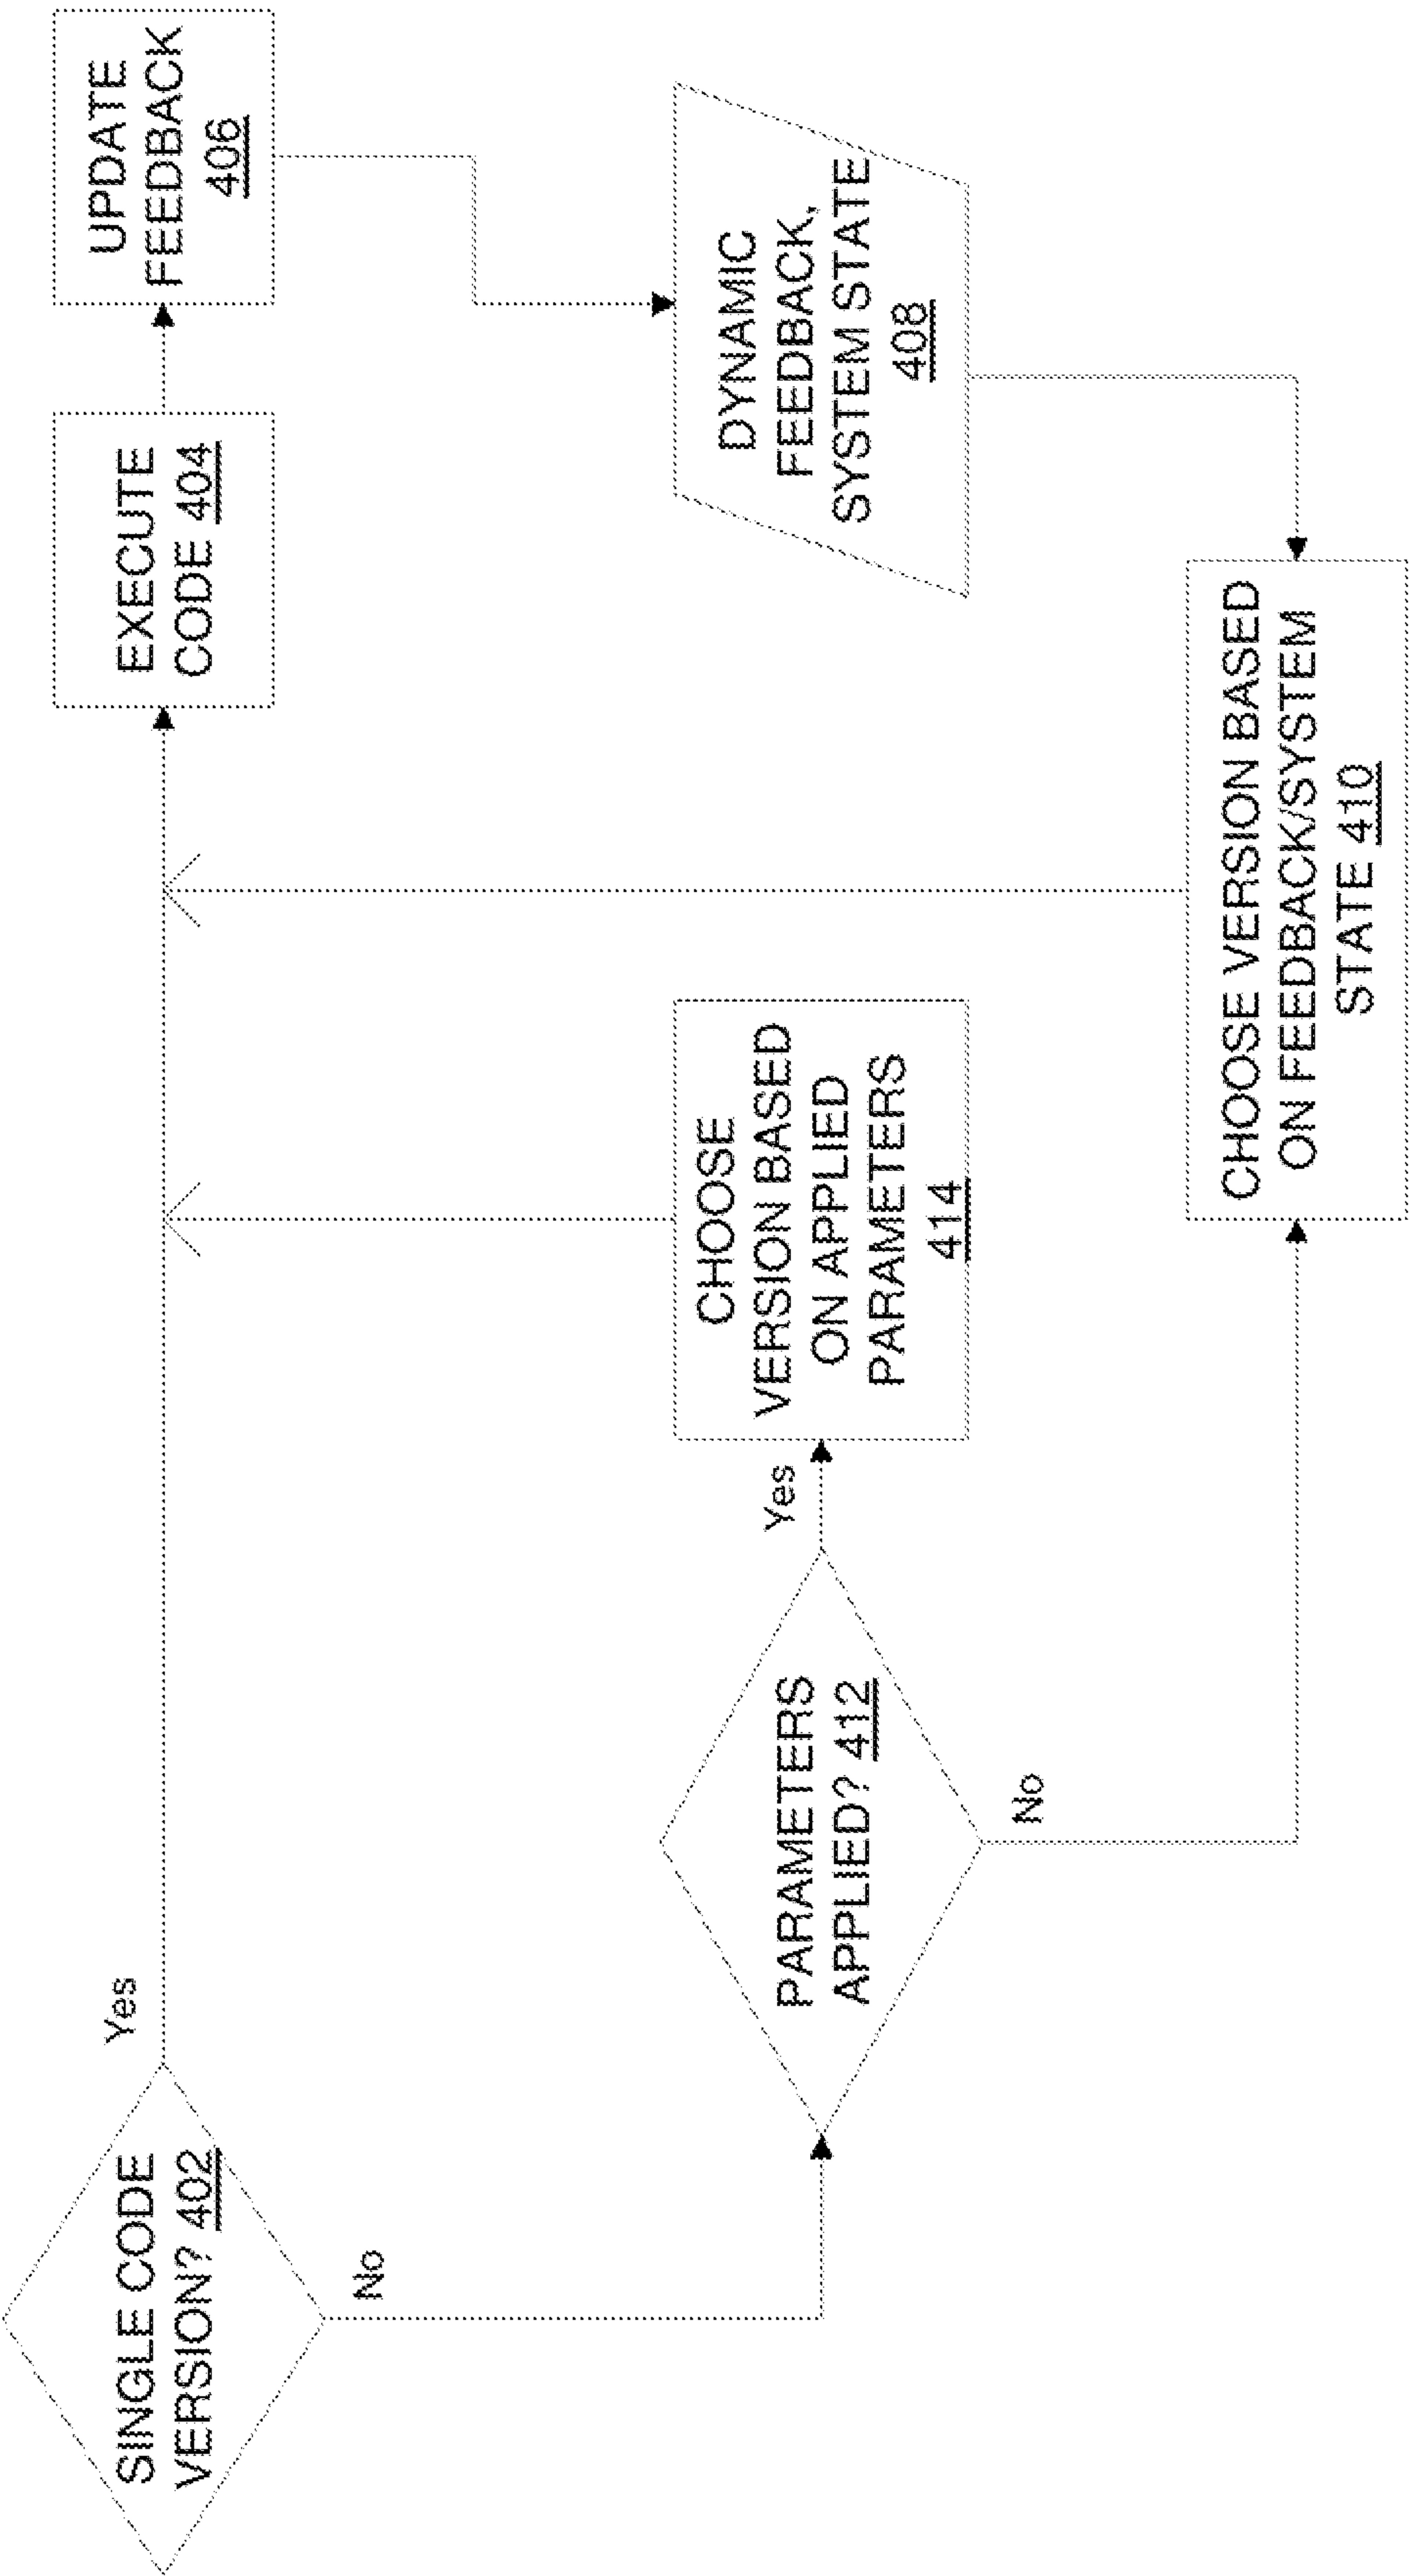 SINGLE CODE
VERSION? 402
Yes
No
EXECUTE
CODE 404
UPDATE
FEEDBACK
406
PARAMETERS
APPLIED? 412
Yes
No
CHOOSE
VERSION BASED
ON APPLIED
PARAMETERS
414
DYNAMIC
FEEDBACK,
SYSTEM STATE
408
CHOOSE VERSION BASED
ON FEEDBACK/SYSTEM
STATE 410